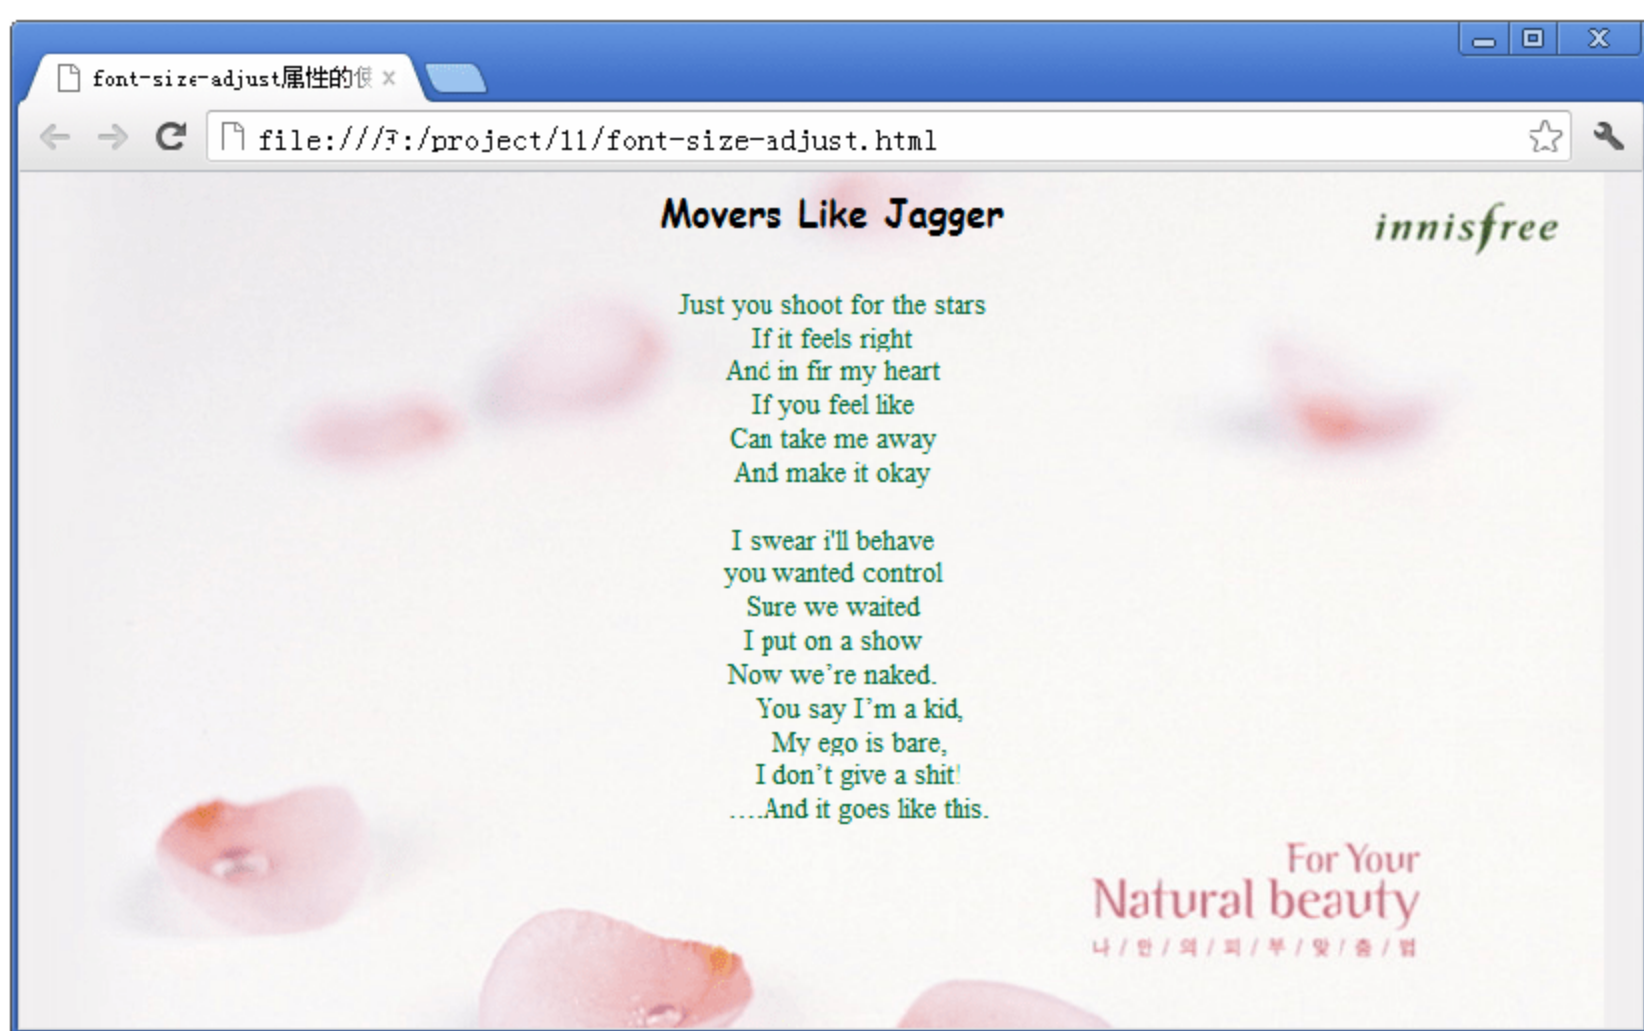 font-size-adjust属性的使
file:///F:/project/11/font-size-adjust.html
Movers Like Jagger
innisfree
Just you shoot for the stars
If it feels right
And in fir my heart
If you feel like
Can take me away
And make it okay
I swear i'll behave
you wanted control
Sure we waited
I put on a show
Now we’re naked.
You say I’m a kid,
My ego is bare,
I don’t give a shit!
….And it goes like this.
For Your
Natural beauty
나/만/의/피/부/맞/춤/법